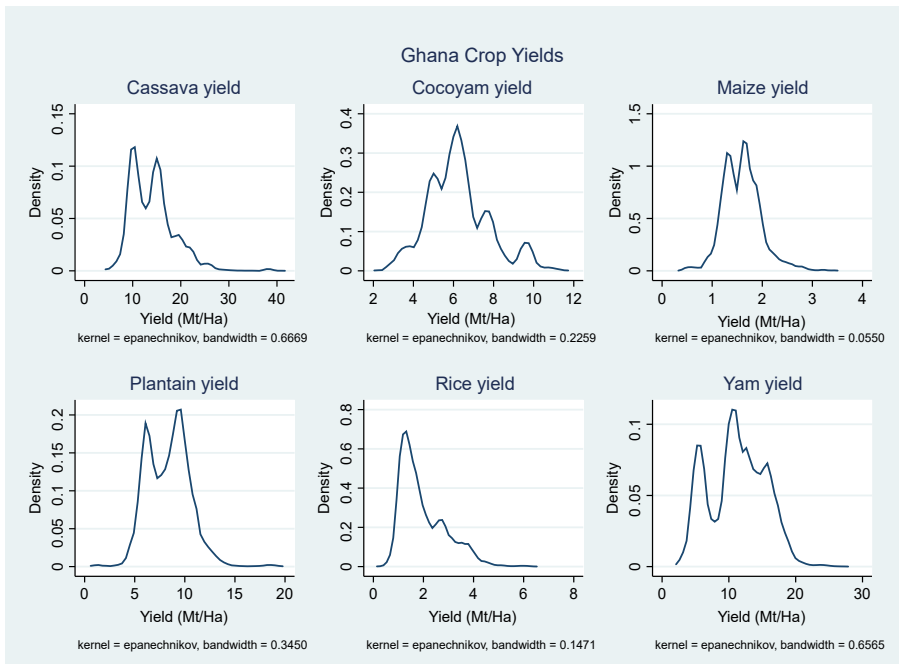 Ghana Crop Yields
Cassava yield
Density
0 0.05 0.1 0.15
0 10 20 30 40
Yield (Mt/Ha)
kernel = epanechnikov, bandwidth = 0.6669
Cocoyam yield
Density
0 0.1 0.2 0.3 0.4
2 4 6 8 10 12
Yield (Mt/Ha)
kernel = epanechnikov, bandwidth = 0.2259
Maize yield
Density
0 0.5 1 1.5
0 1 2 3 4
Yield (Mt/Ha)
kernel = epanechnikov, bandwidth = 0.0550
Plantain yield
Density
0 0.05 0.1 0.15 0.2
0 5 10 15 20
Yield (Mt/Ha)
kernel = epanechnikov, bandwidth = 0.3450
Rice yield
Density
0 0.2 0.4 0.6 0.8
0 2 4 6 8
Yield (Mt/Ha)
kernel = epanechnikov, bandwidth = 0.1471
Yam yield
Density
0 0.05 0.1
0 10 20 30
Yield (Mt/Ha)
kernel = epanechnikov, bandwidth = 0.6565